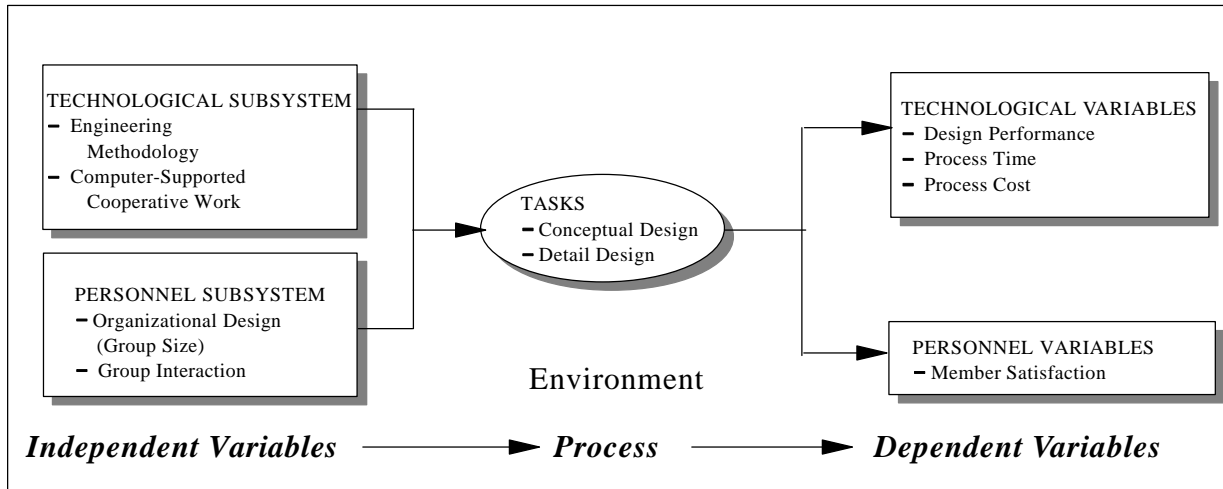 TECHNOLOGICAL SUBSYSTEM
– Engineering
Methodology
– Computer-Supported
Cooperative Work
PERSONNEL SUBSYSTEM
– Organizational Design
(Group Size)
– Group Interaction
TASKS
– Conceptual Design
– Detail Design
Environment
TECHNOLOGICAL VARIABLES
– Design Performance
– Process Time
– Process Cost
PERSONNEL VARIABLES
– Member Satisfaction
Independent Variables
Process
Dependent Variables